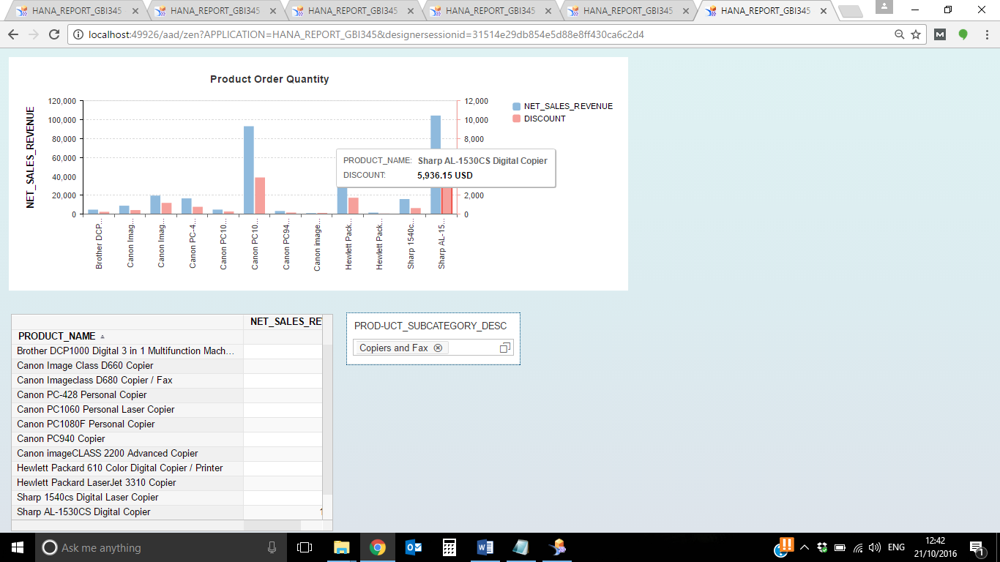 HANA_REPORT_GBI345 HANA_REPORT_GBI345 HANA_REPORT_GBI345 HANA_REPORT_GBI345 HANA_REPORT_GBI345 HANA_REPORT_GBI345
localhost:49926/aad/zen?APPLICATION=HANA_REPORT_GBI345&designersessionid=31514e29db854e5d88e8ff430ca6c2d4
M
Product Order Quantity
NET_SALES_REVENUE
120,000
100,000
80,000
60,000
40,000
20,000
0
12,000
10,000
8,000
2,000
0
NET_SALES_REVENUE
DISCOUNT
PRODUCT_NAME: Sharp AL-1530CS Digital Copier
DISCOUNT: 5,936.15 USD
Brother DCP...
Canon Imag...
Canon Imag...
Canon PC-4...
Canon PC10...
Canon PC10...
Canon PC94...
Canon image...
Hewlett Pack...
Hewlett Pack...
Sharp 1540c...
Sharp AL-15...
NET_SALES_RE
PRODUCT_NAME
Brother DCP1000 Digital 3 in 1 Multifunction Mach...
Canon Image Class D660 Copier
Canon Imageclass D680 Copier / Fax
Canon PC-428 Personal Copier
Canon PC1060 Personal Laser Copier
Canon PC1080F Personal Copier
Canon PC940 Copier
Canon imageCLASS 2200 Advanced Copier
Hewlett Packard 610 Color Digital Copier / Printer
Hewlett Packard LaserJet 3310 Copier
Sharp 1540cs Digital Laser Copier
Sharp AL-1530CS Digital Copier 1
PROD-UCT_SUBCATEGORY_DESC
Copiers and Fax
Ask me anything
ENG
12:42
21/10/2016
1